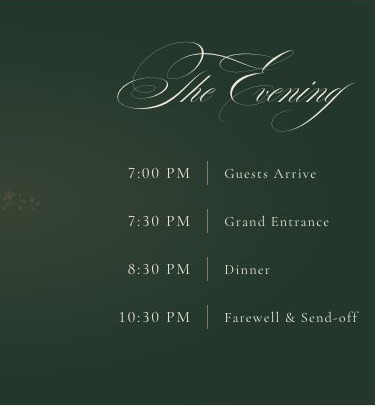 The Evening
7:00 PM | Guests Arrive
7:30 PM | Grand Entrance
8:30 PM | Dinner
10:30 PM | Farewell & Send-off